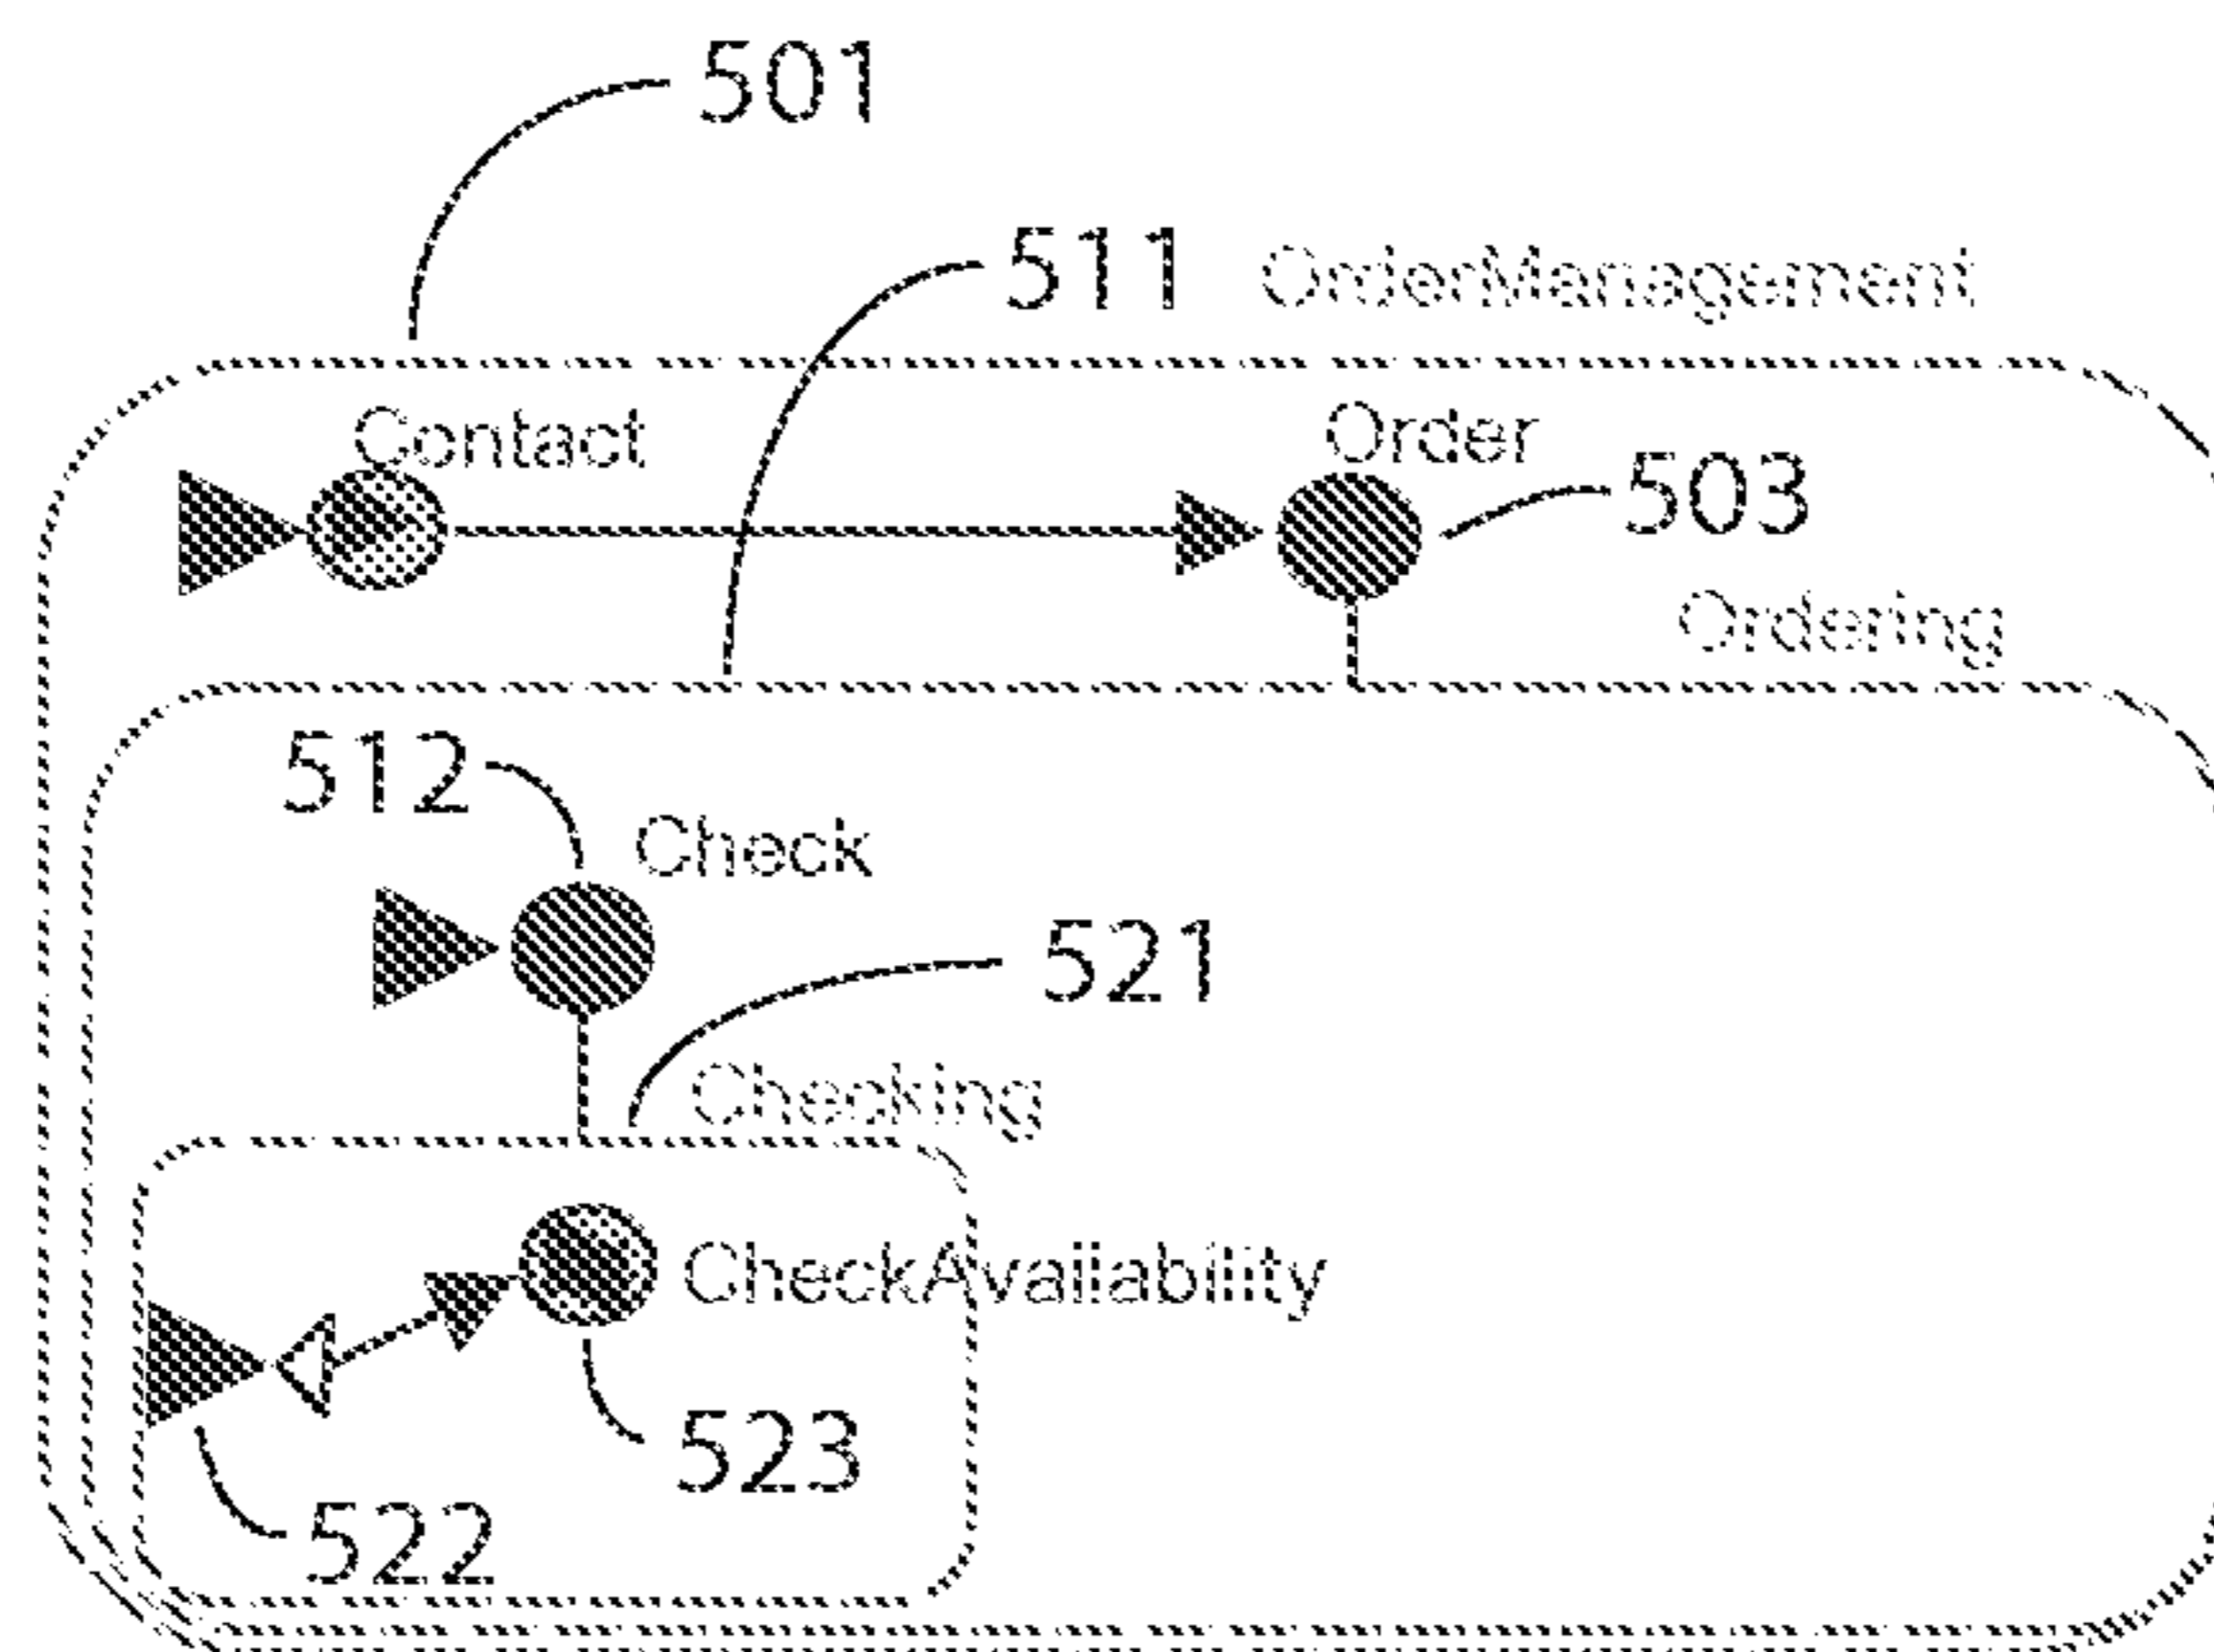 501
511 OrderManagement
Contact
Order
503
Ordering
512
Check
521
Checking
CheckAvailability
523
522